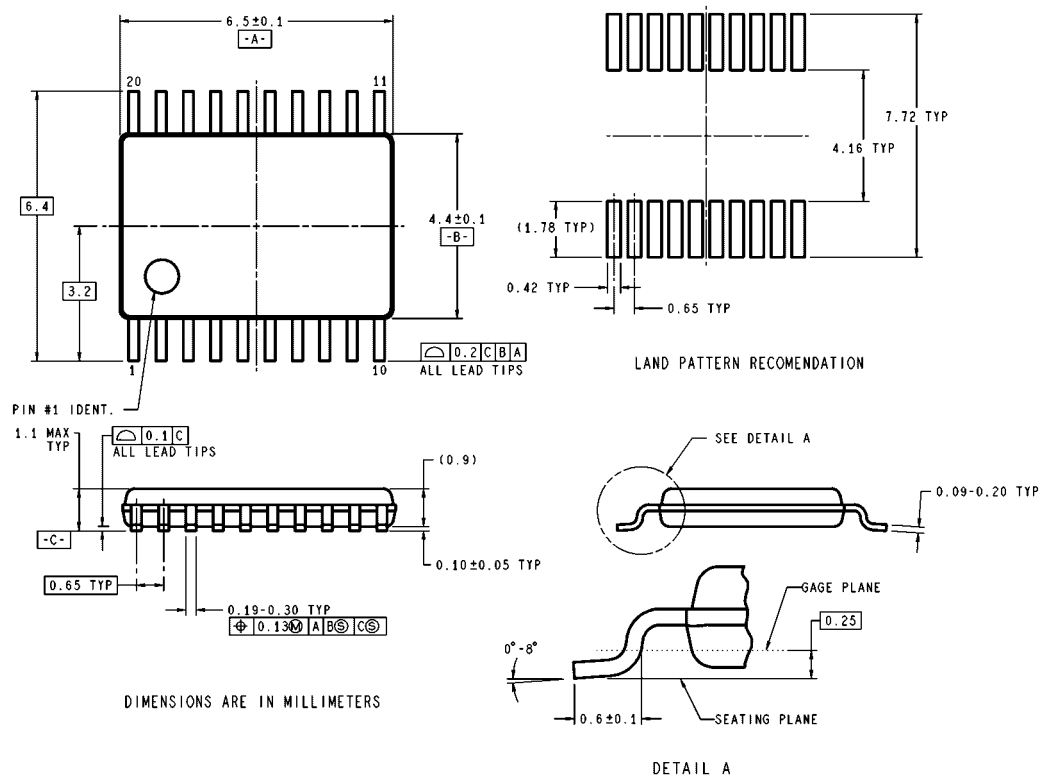 6.5±0.1
-A-
20
11
6.4
3.2
4.4±0.1
-B-
1
10
⌓ 0.2 C B A
ALL LEAD TIPS
PIN #1 IDENT.
7.72 TYP
4.16 TYP
(1.78 TYP)
0.42 TYP
0.65 TYP
LAND PATTERN RECOMENDATION
1.1 MAX
TYP
⌓ 0.1 C
ALL LEAD TIPS
(0.9)
-C-
0.10±0.05 TYP
0.65 TYP
0.19-0.30 TYP
⌖ 0.13Ⓜ A BⓈ CⓈ
SEE DETAIL A
0.09-0.20 TYP
GAGE PLANE
0.25
0°-8°
0.6±0.1
SEATING PLANE
DIMENSIONS ARE IN MILLIMETERS
DETAIL A